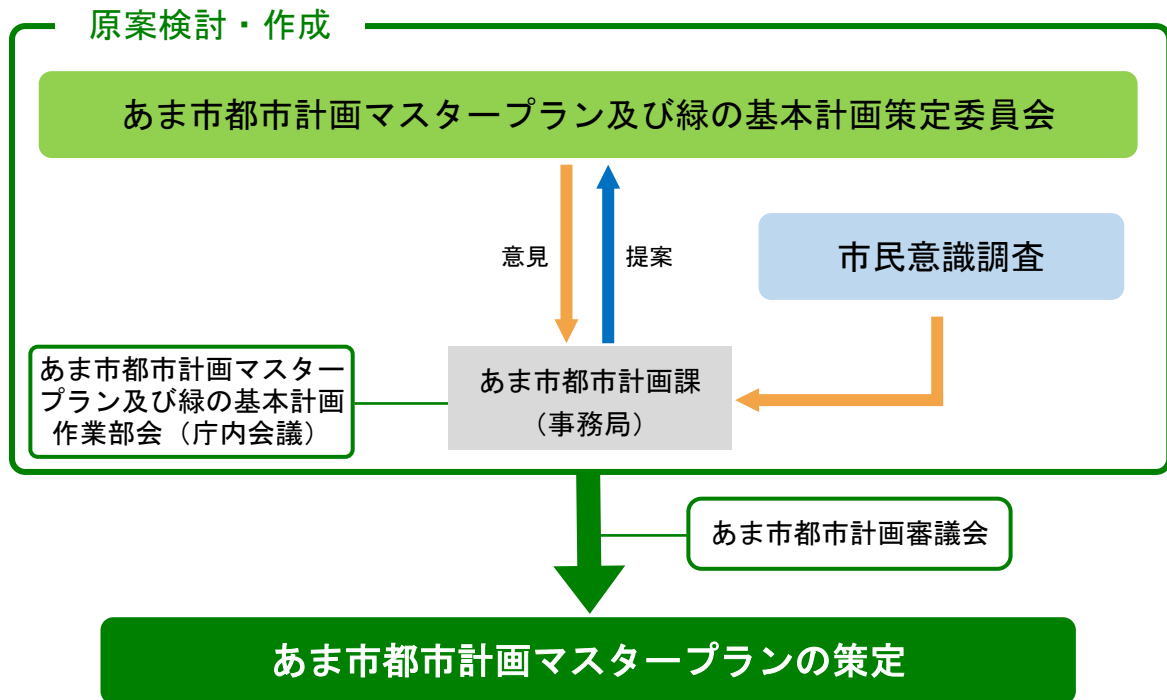 原案検討・作成
あま市都市計画マスタープラン及び緑の基本計画策定委員会
意見
提案
市民意識調査
あま市都市計画マスター
プラン及び緑の基本計画
作業部会（庁内会議）
あま市都市計画課
（事務局）
あま市都市計画審議会
あま市都市計画マスタープランの策定